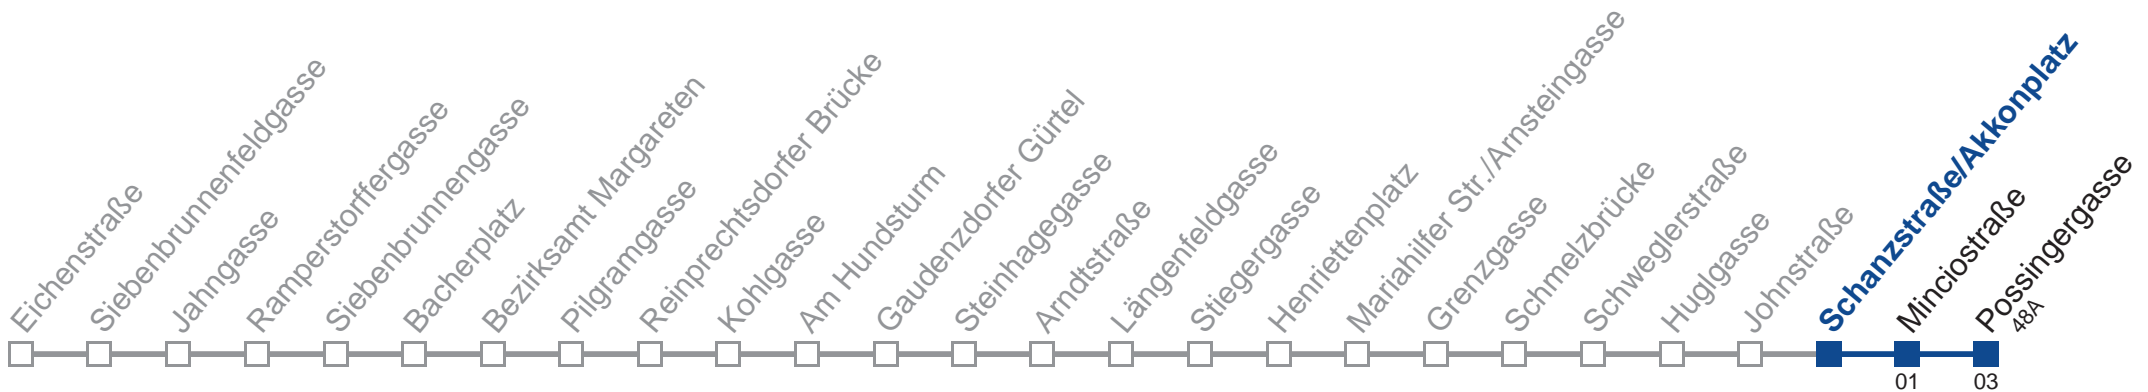 Eichenstraße
Siebenbrunnenfeldgasse
Jahngasse
Ramperstorffergasse
Siebenbrunnengasse
Bacherplatz
Bezirksamt Margareten
Pilgramgasse
Reinprechtsdorfer Brücke
Kohlgasse
Am Hundsturm
Gaudenzdorfer Gürtel
Steinhagegasse
Arndtstraße
Längenfeldgasse
Stiegergasse
Henriettenplatz
Mariahilfer Str./Arnsteingasse
Grenzgasse
Schmelzbrücke
Schweglerstraße
Huglgasse
Johnstraße
Schanzstraße/Akkonplatz
Minciostraße
Possingergasse
48A
01
03